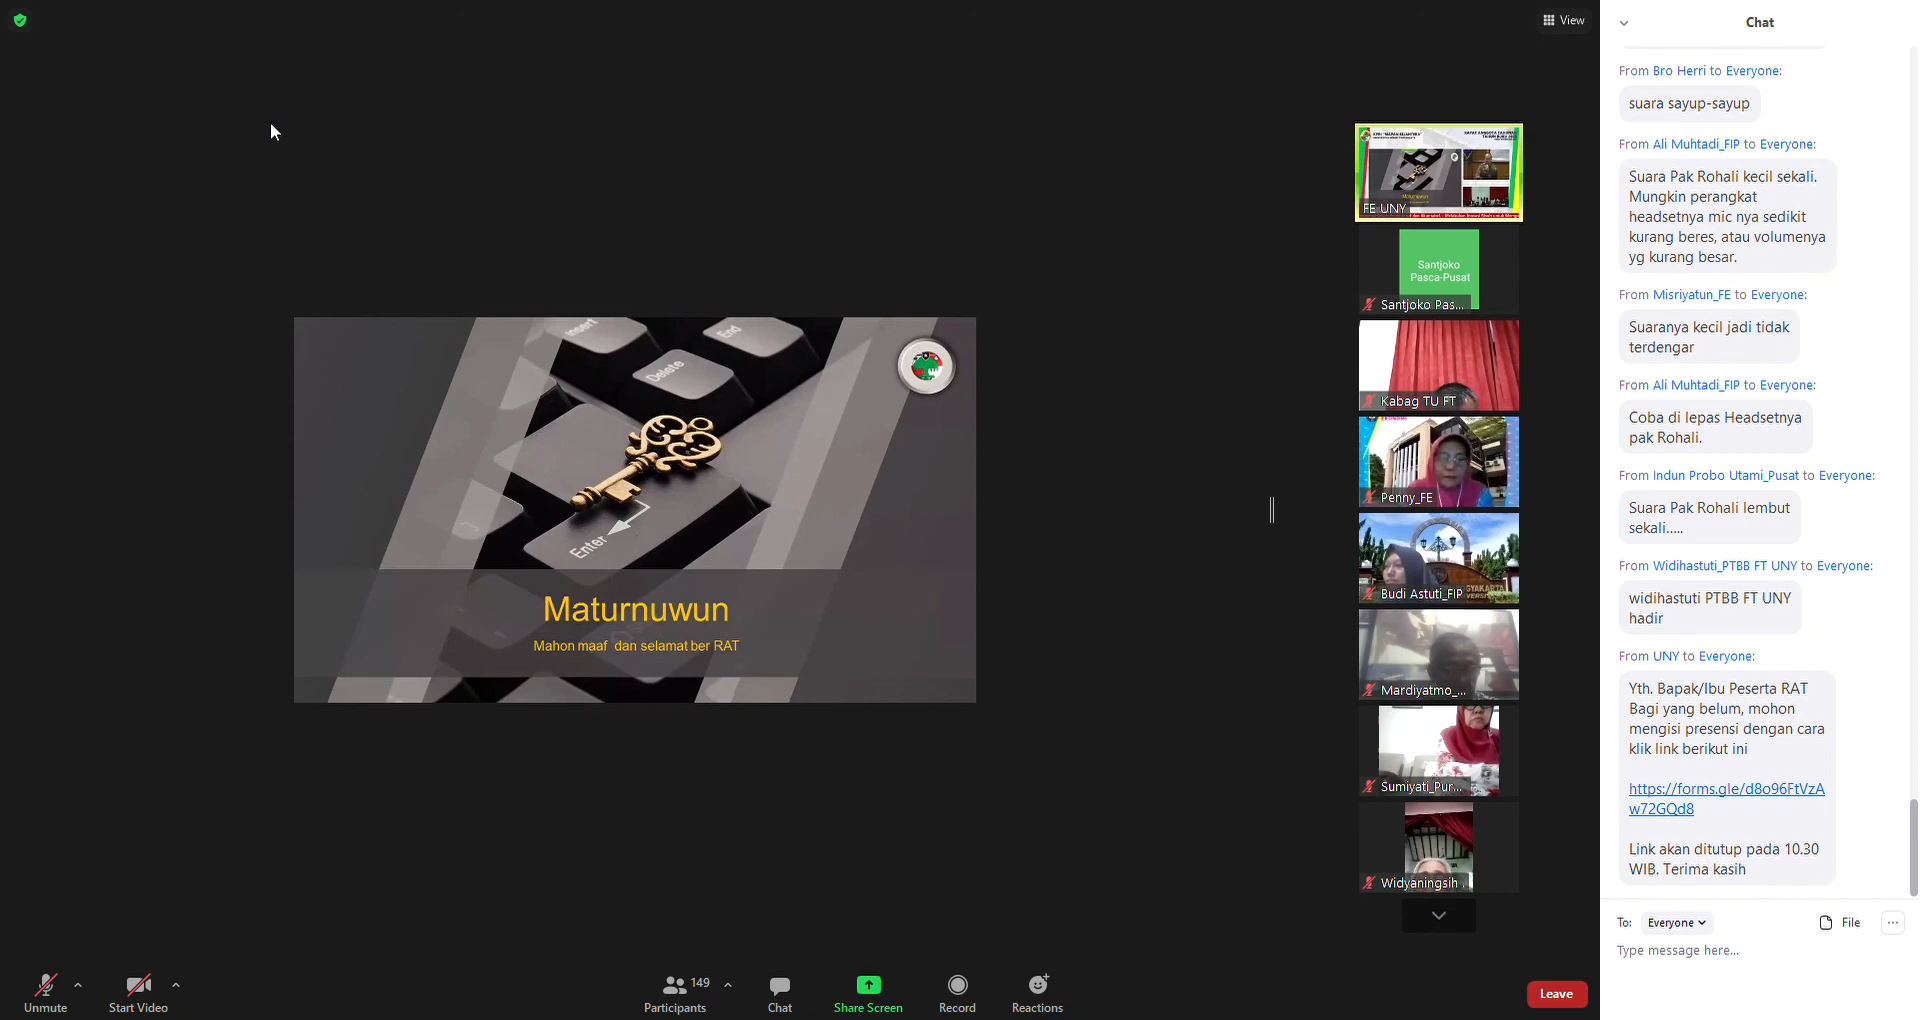 View
Insert
End
Delete
Enter
Maturnuwun
Mahon maaf dan selamat ber RAT
KPRI
RAPAT ANGGOTA TAHUNAN
Maturnuwun
FE UNY
Santjoko
Pasca-Pusat
Santjoko Pas...
Kabag TU FT
Penny_FE
Budi Astuti_FIP
Mardiyatmo_...
Sumiyati_Pur...
Widyaningsih .
Unmute
Start Video
149
Participants
Chat
Share Screen
Record
Reactions
Leave
Chat
From Bro Herri to Everyone:
suara sayup-sayup
From Ali Muhtadi_FIP to Everyone:
Suara Pak Rohali kecil sekali.
Mungkin perangkat
headsetnya mic nya sedikit
kurang beres, atau volumenya
yg kurang besar.
From Misriyatun_FE to Everyone:
Suaranya kecil jadi tidak
terdengar
From Ali Muhtadi_FIP to Everyone:
Coba di lepas Headsetnya
pak Rohali.
From Indun Probo Utami_Pusat to Everyone:
Suara Pak Rohali lembut
sekali.....
From Widihastuti_PTBB FT UNY to Everyone:
widihastuti PTBB FT UNY
hadir
From UNY to Everyone:
Yth. Bapak/Ibu Peserta RAT
Bagi yang belum, mohon
mengisi presensi dengan cara
klik link berikut ini
https://forms.gle/d8o96FtVzA
w72GQd8
Link akan ditutup pada 10.30
WIB. Terima kasih
To: Everyone
File
Type message here...